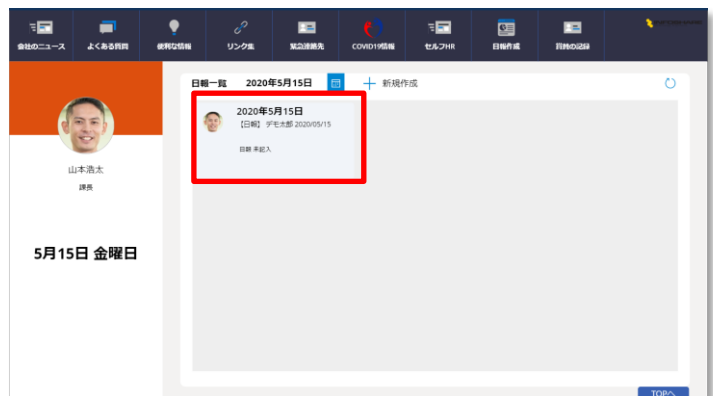 会社のニュース よくある質問 便利な情報 リンク集 緊急連絡先 COVID19情報 セルフHR 日報作成 賞賛の記録
日報一覧 2020年5月15日 新規作成
2020年5月15日
【日報】 デモ太郎 2020/05/15
日報 未記入
山本浩太
課長
5月15日 金曜日
TOPへ